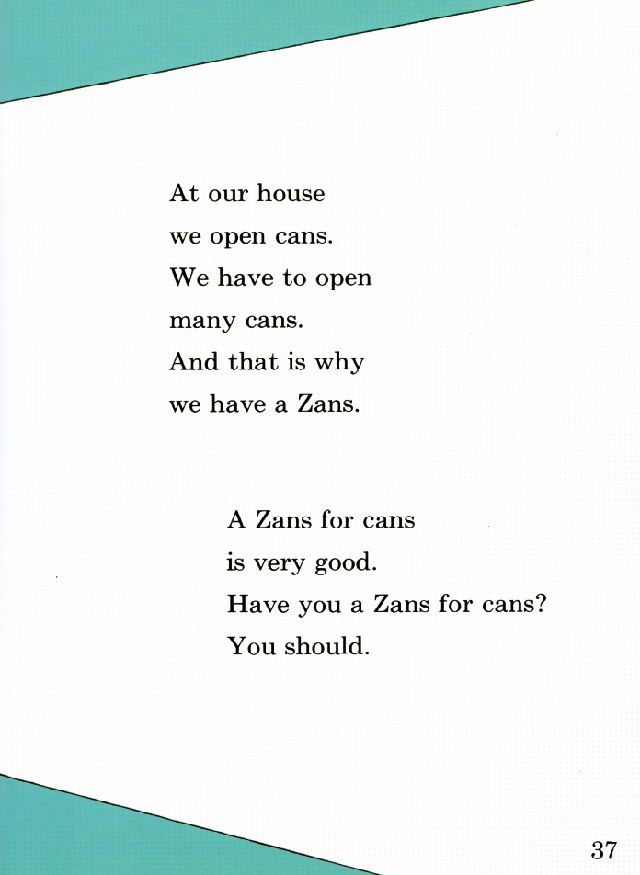 At our house
we open cans.
We have to open
many cans.
And that is why
we have a Zans.
A Zans for cans
is very good.
Have you a Zans for cans?
You should.
37